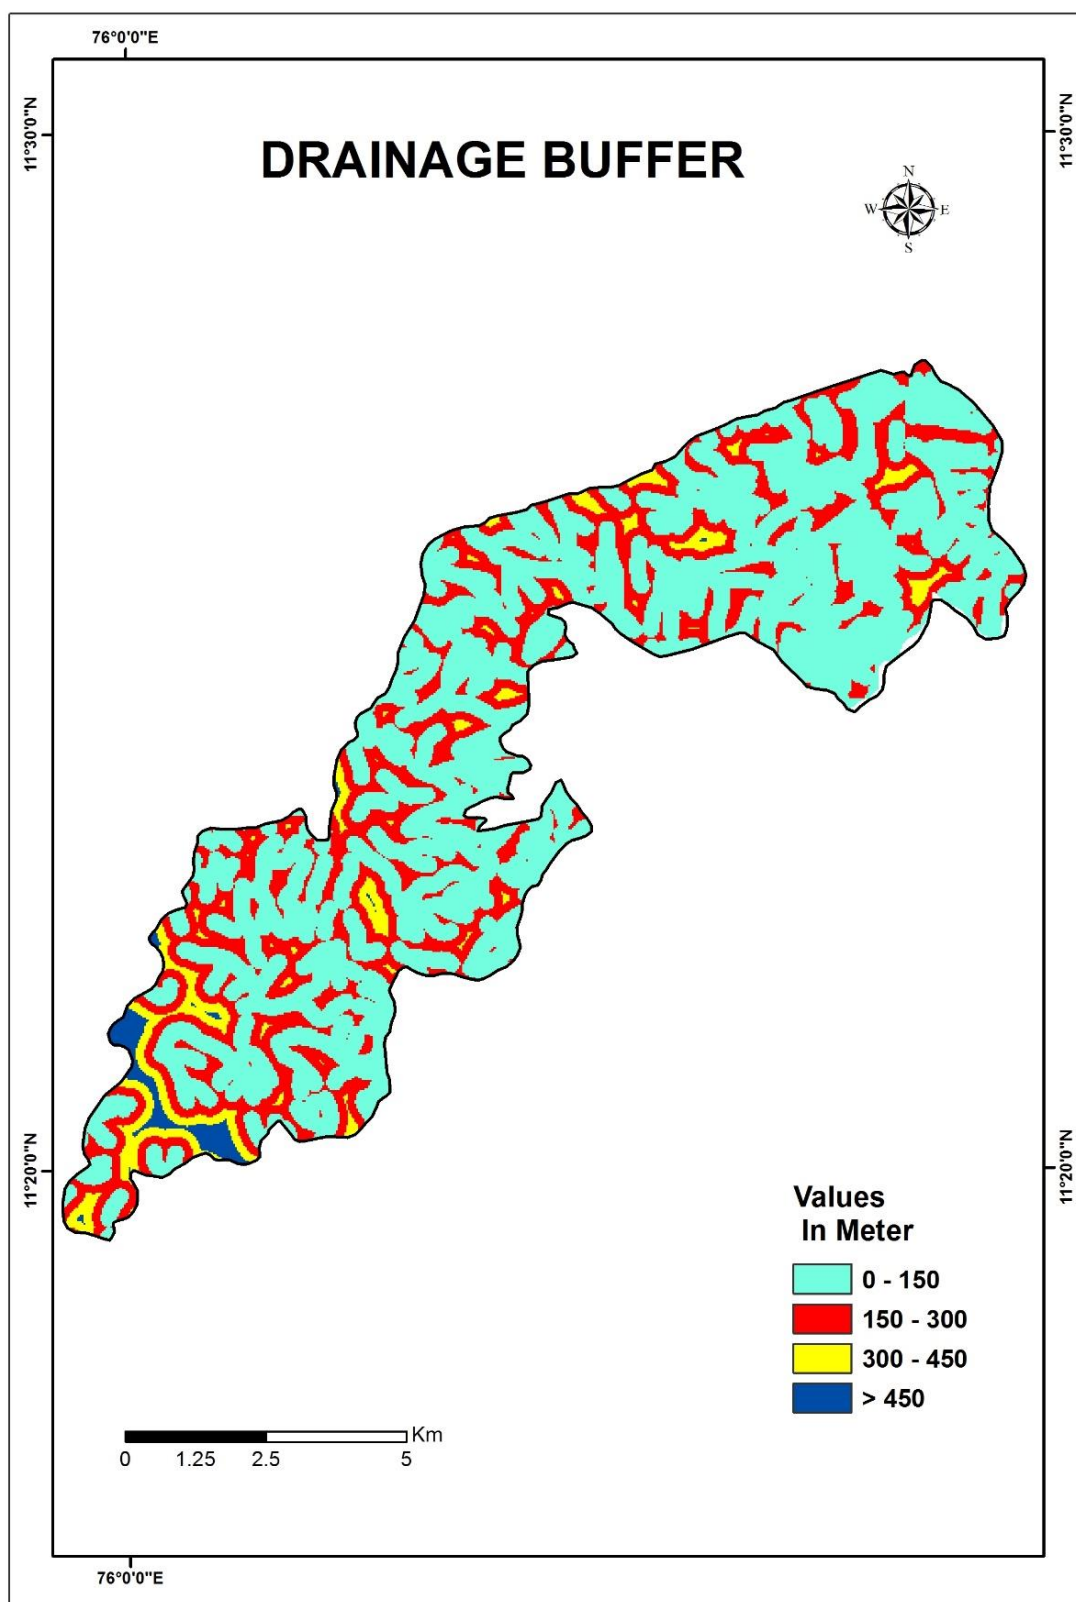 76°0'0"E
11°30'0"N
11°30'0"N
DRAINAGE BUFFER
N
W E
S
11°20'0"N
11°20'0"N
Values
In Meter
0 - 150
150 - 300
300 - 450
> 450
Km
0 1.25 2.5 5
76°0'0"E